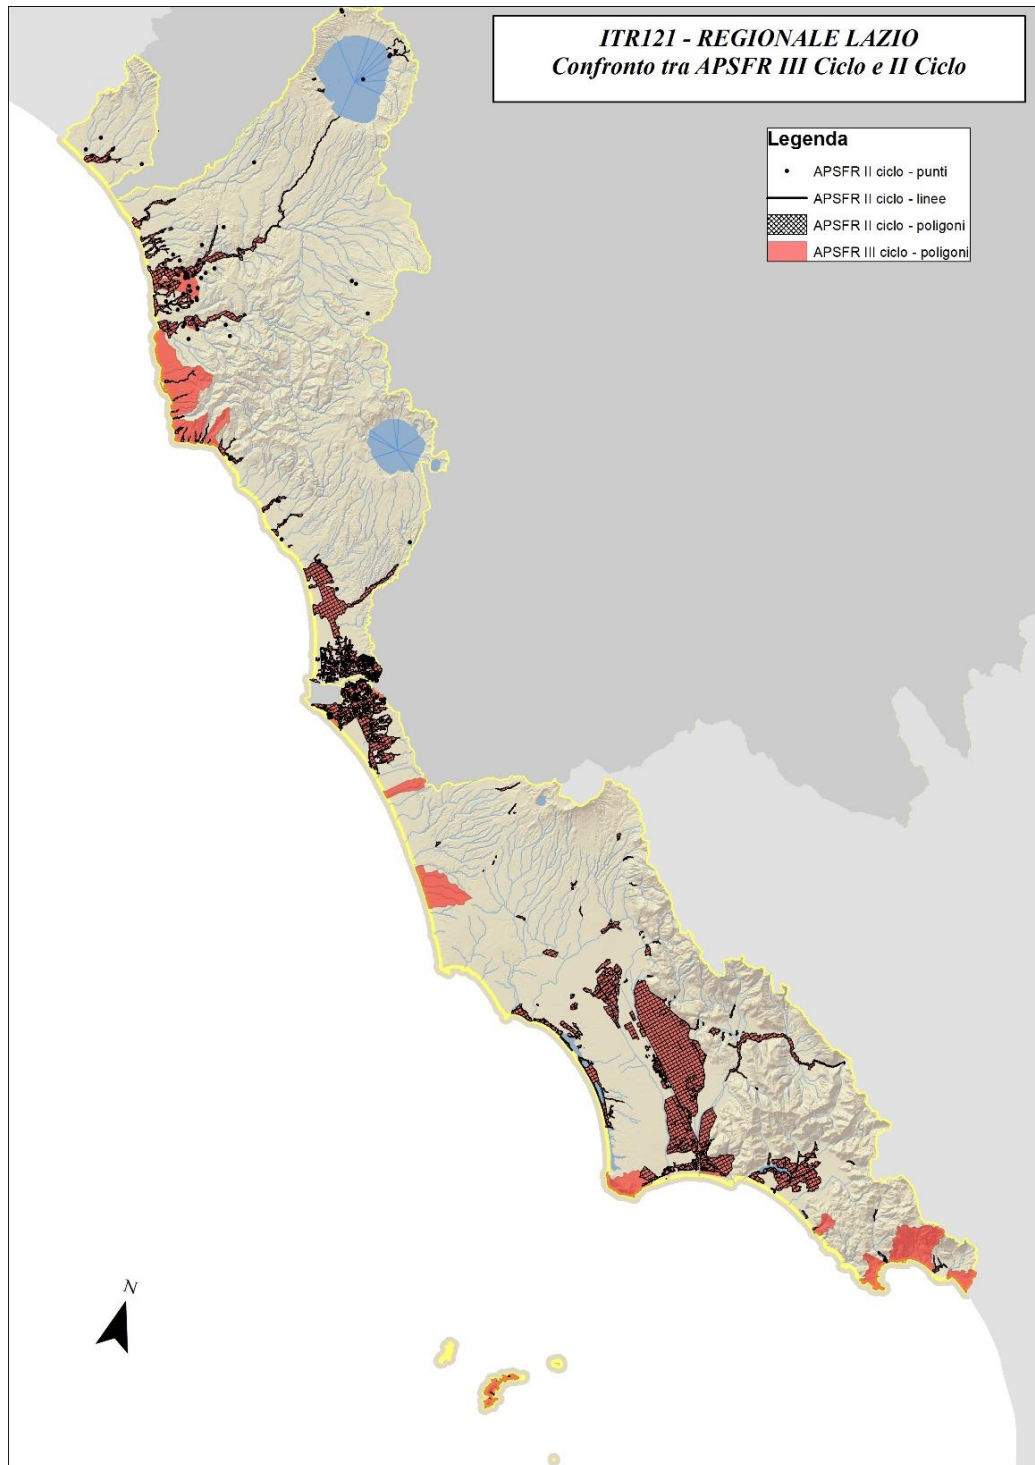 ITR121 - REGIONALE LAZIO
Confronto tra APSFR III Ciclo e II Ciclo
Legenda
APSFR II ciclo - punti
APSFR II ciclo - linee
APSFR II ciclo - poligoni
APSFR III ciclo - poligoni
N